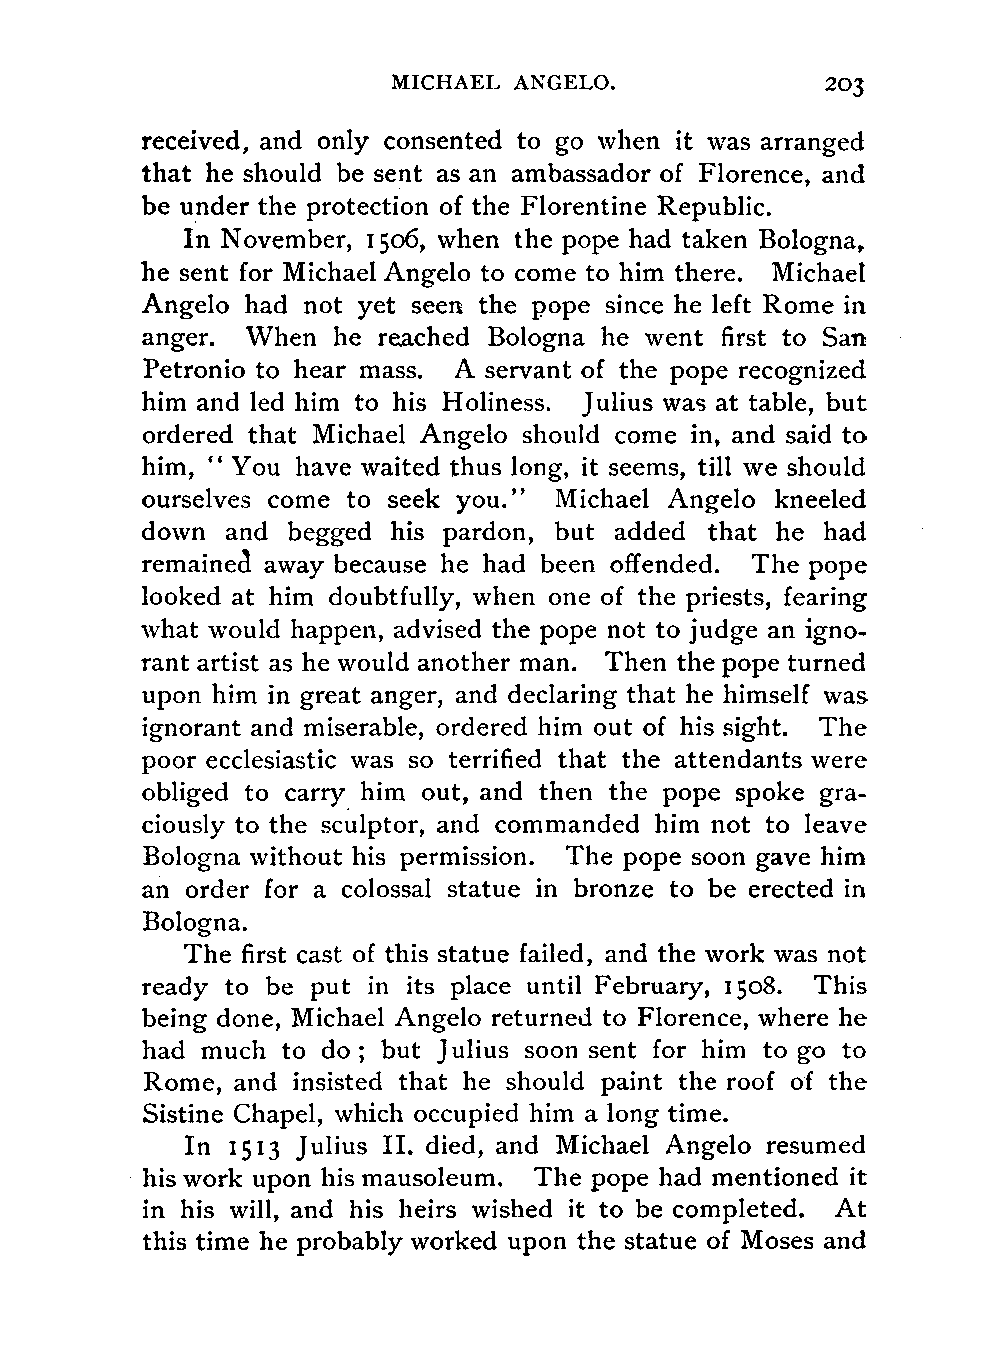 MICHAEL ANGELO. 203
received, and only consented to go when it was arranged
that he should be sent as an ambassador of Florence, and
be under the protection of the Florentine Republic.
In November, 1506, when the pope had taken Bologna,
he sent for Michael Angelo to come to him there. Michael
Angelo had not yet seen the pope since he left Rome in
anger. When he reached Bologna he went first to San
Petronio to hear mass. A servant of the pope recognized
him and led him to his Holiness. Julius was at table, but
ordered that Michael Angelo should come in, and said to
him, “ You have waited thus long, it seems, till we should
ourselves come to seek you.” Michael Angelo kneeled
down and begged his pardon, but added that he had
remained away because he had been offended. The pope
looked at him doubtfully, when one of the priests, fearing
what would happen, advised the pope not to judge an igno-
rant artist as he would another man. Then the pope turned
upon him in great anger, and declaring that he himself was
ignorant and miserable, ordered him out of his sight. The
poor ecclesiastic was so terrified that the attendants were
obliged to carry him out, and then the pope spoke gra-
ciously to the sculptor, and commanded him not to leave
Bologna without his permission. The pope soon gave him
an order for a colossal statue in bronze to be erected in
Bologna.
The first cast of this statue failed, and the work was not
ready to be put in its place until February, 1508. This
being done, Michael Angelo returned to Florence, where he
had much to do ; but Julius soon sent for him to go to
Rome, and insisted that he should paint the roof of the
Sistine Chapel, which occupied him a long time.
In 1513 Julius II. died, and Michael Angelo resumed
his work upon his mausoleum. The pope had mentioned it
in his will, and his heirs wished it to be completed. At
this time he probably worked upon the statue of Moses and